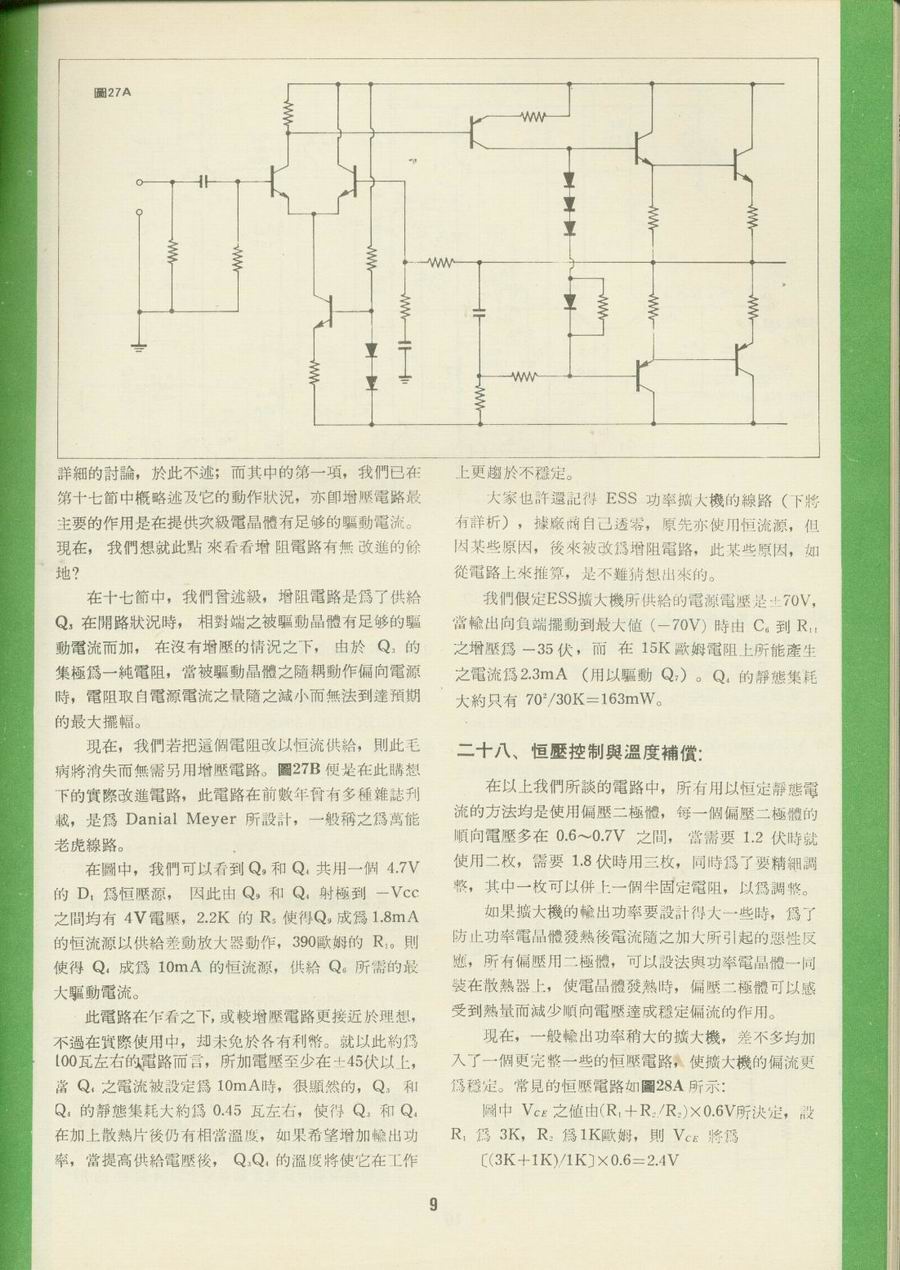 圖27A
詳細的討論，於此不述；而其中的第一項，我們已在
第十七節中概略述及它的動作狀況，亦即增壓電路最
主要的作用是在提供次級電晶體有足够的驅動電流。
現在，我們想就此點來看看增阻電路有無改進的餘
地？
在十七節中，我們曾述級，增阻電路是爲了供給
Q₃ 在開路狀況時，相對端之被驅動晶體有足够的驅
動電流而加，在沒有增壓的情況之下，由於 Q₃ 的
集極爲一純電阻，當被驅動晶體之隨耦動作偏向電源
時，電阻取自電源電流之量隨之減小而無法到達預期
的最大擺幅。
現在，我們若把這個電阻改以恒流供給，則此毛
病將消失而無需另用增壓電路。圖27B 便是在此購想
下的實際改進電路，此電路在前數年曾有多種雜誌刋
載，是爲 Danial Meyer 所設計，一般稱之爲萬能
老虎線路。
在圖中，我們可以看到 Q₉ 和 Q₄ 共用一個 4.7V
的 D₁ 爲恒壓源，因此由 Q₉ 和 Q₄ 射極到 －Vcc
之間均有 4V電壓，2.2K 的 R₅ 使得Q₉ 成爲 1.8mA
的恒流源以供給差動放大器動作，390歐姆的 R₁₀ 則
使得 Q₄ 成爲 10mA 的恒流源，供給 Q₆ 所需的最
大驅動電流。
此電路在乍看之下，或較增壓電路更接近於理想，
不過在實際使用中，却未免於各有利幣。就以此約爲
100瓦左右的電路而言，所加電壓至少在±45伏以上，
當 Q₄ 之電流被設定爲 10mA時，很顯然的，Q₃ 和
Q₄ 的靜態集耗大約爲 0.45 瓦左右，使得 Q₃ 和 Q₄
在加上散熱片後仍有相當溫度，如果希望增加輸出功
率，當提高供給電壓後，Q₃Q₄ 的溫度將使它在工作
上更趨於不穩定。
大家也許還記得 ESS 功率擴大機的線路（下將
有詳析），據廠商自己透零，原先亦使用恒流源，但
因某些原因，後來被改爲增阻電路，此某些原因，如
從電路上來推算，是不難猜想出來的。
我們假定ESS擴大機所供給的電源電壓是±70V，
當輸出向負端擺動到最大値（－70V）時由 C₆ 到 R₁₁
之增壓爲 －35 伏，而 在 15K 歐姆電阻上所能產生
之電流爲2.3mA （用以驅動 Q₇）。Q₄ 的靜態集耗
大約只有 70²/30K＝163mW。
二十八、恒壓控制與溫度補償：
在以上我們所談的電路中，所有用以恒定靜態電
流的方法均是使用偏壓二極體，每一個偏壓二極體的
順向電壓多在 0.6～0.7V 之間，當需要 1.2 伏時就
使用二枚，需要 1.8 伏時用三枚，同時爲了要精細調
整，其中一枚可以併上一個半固定電阻，以爲調整。
如果擴大機的輸出功率要設計得大一些時，爲了
防止功率電晶體發熱後電流隨之加大所引起的惡性反
應，所有偏壓用二極體，可以設法與功率電晶體一同
裝在散熱器上，使電晶體發熱時，偏壓二極體可以感
受到熱量而減少順向電壓達成穩定偏流的作用。
現在，一般輸出功率稍大的擴大機，差不多均加
入了一個更完整一些的恒壓電路，使擴大機的偏流更
爲穩定。常見的恒壓電路如圖28A 所示：
圖中 VCE 之値由(R₁＋R₂/R₂)×0.6V所決定，設
R₁ 爲 3K，R₂ 爲1K歐姆，則 VCE 將爲
〔(3K＋1K)/1K〕×0.6＝2.4V
9